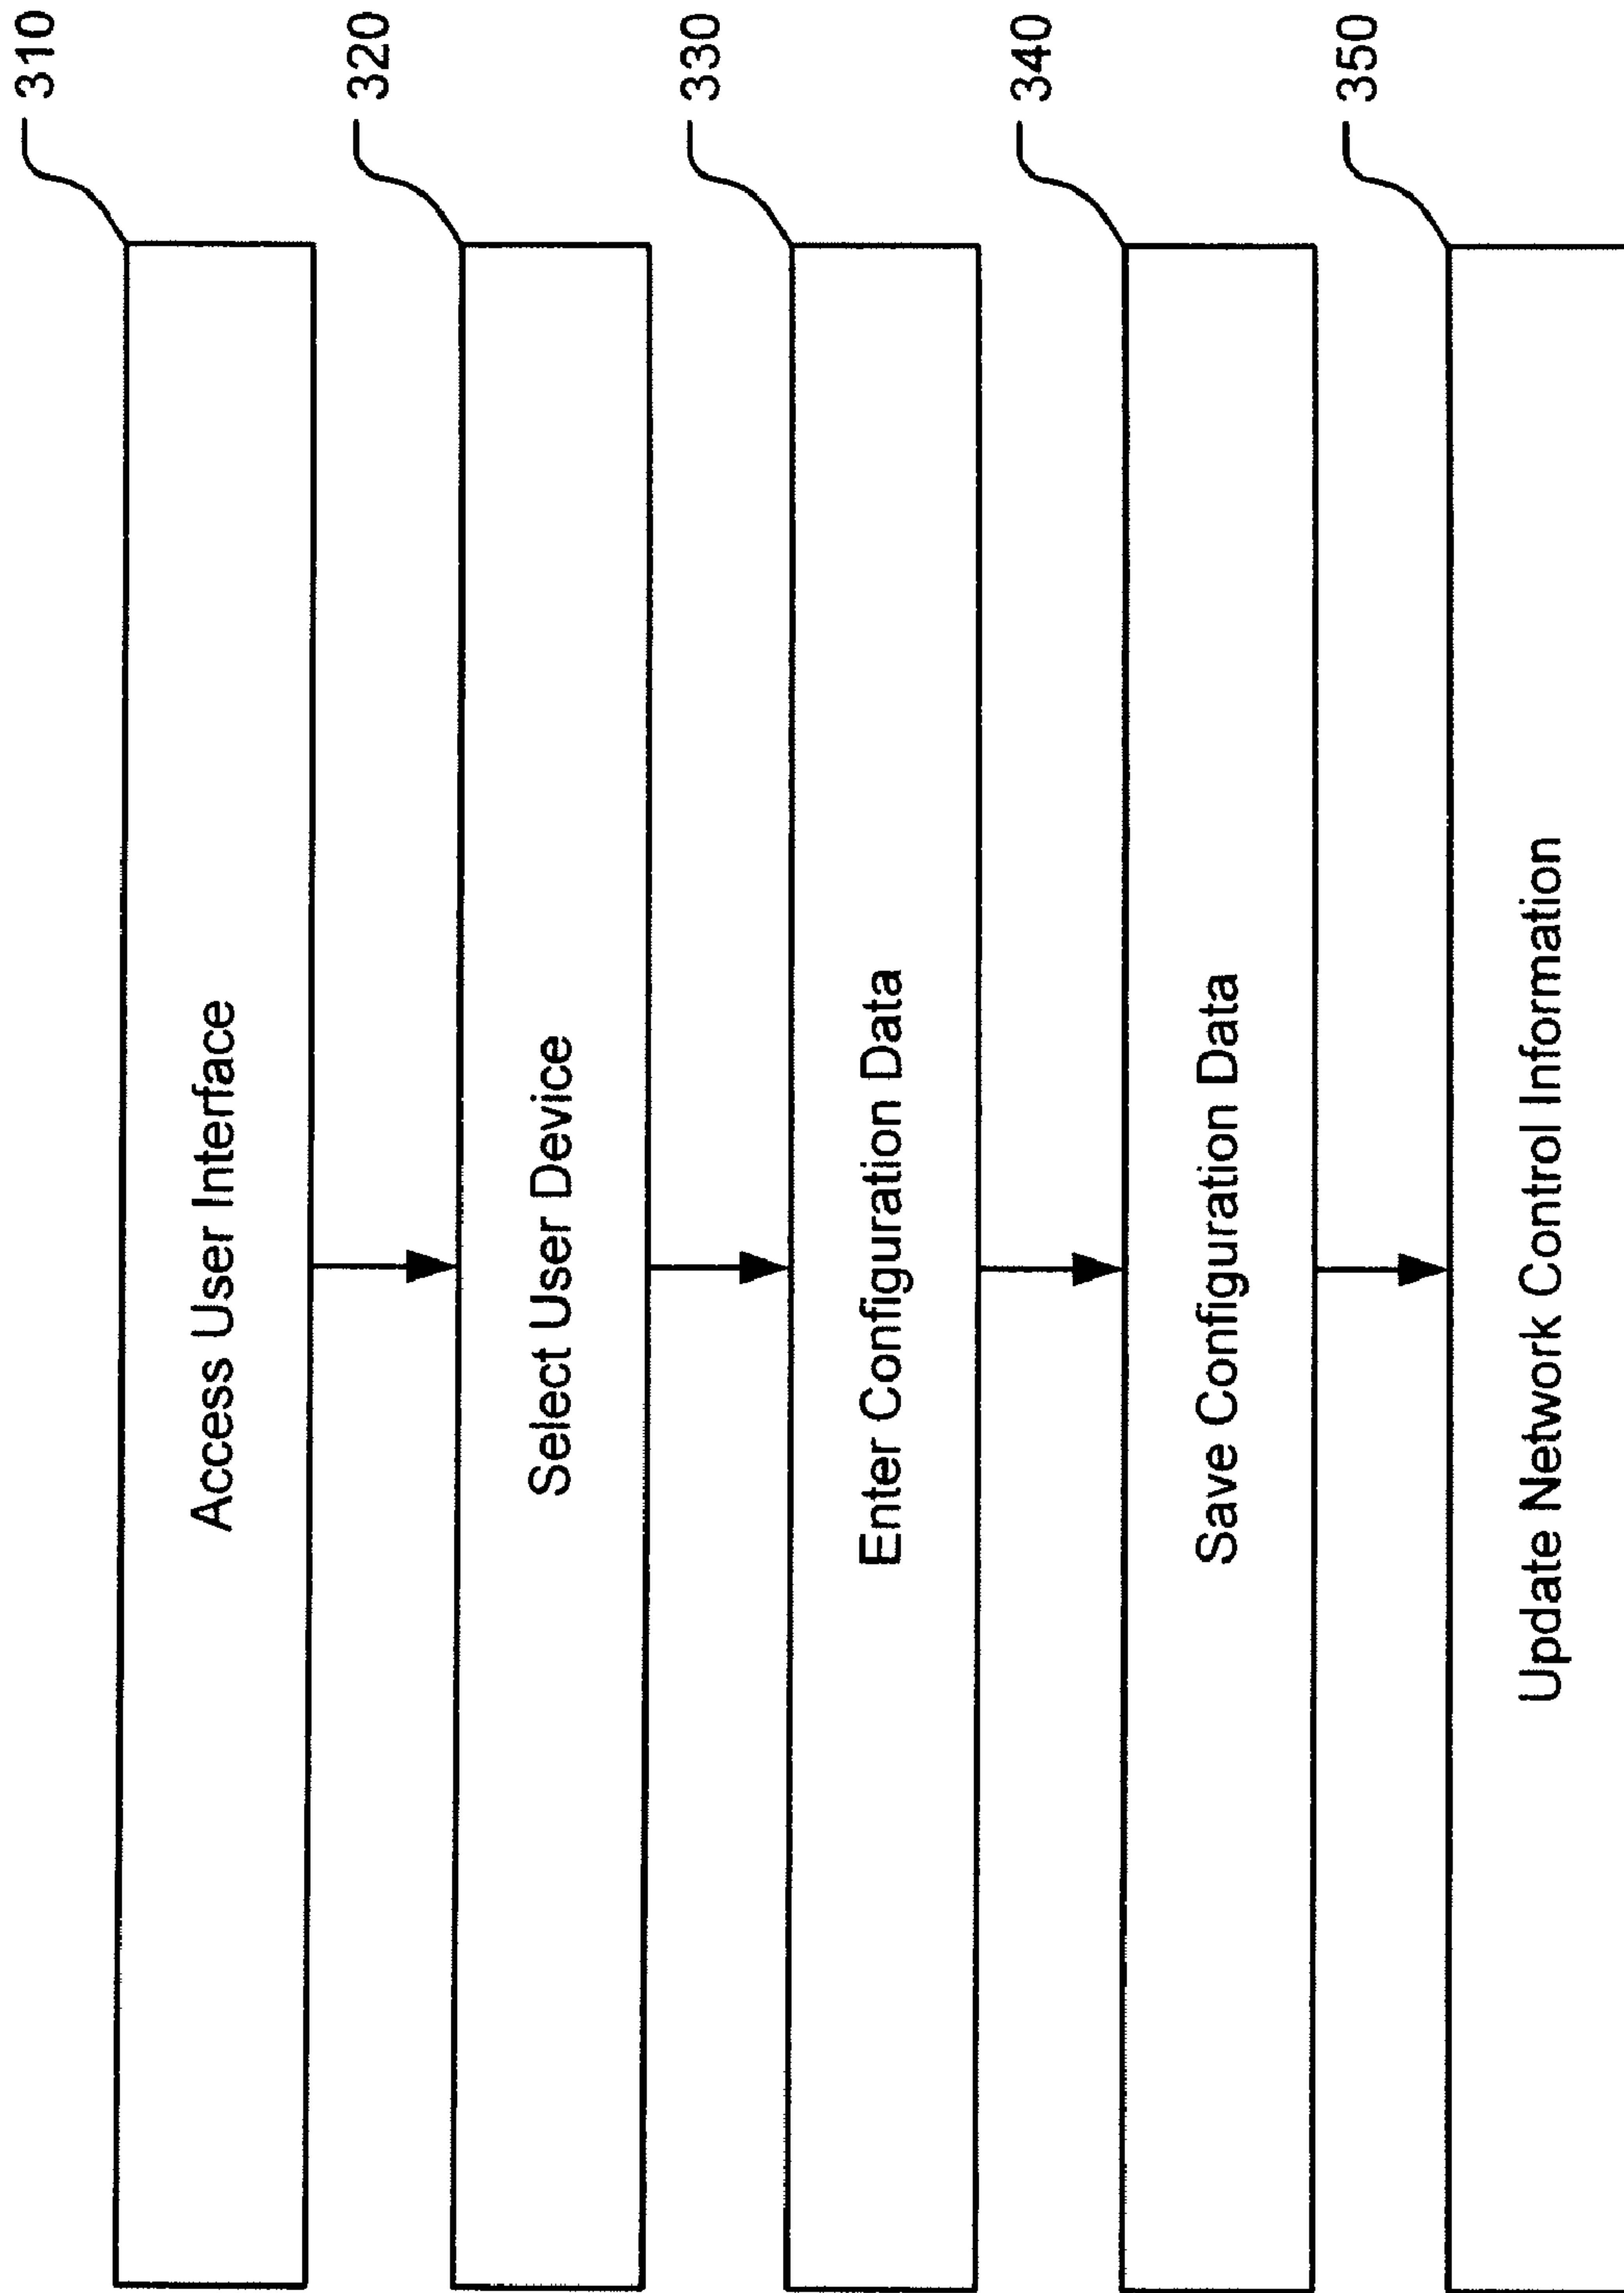 310
Access User Interface
320
Select User Device
330
Enter Configuration Data
340
Save Configuration Data
350
Update Network Control Information